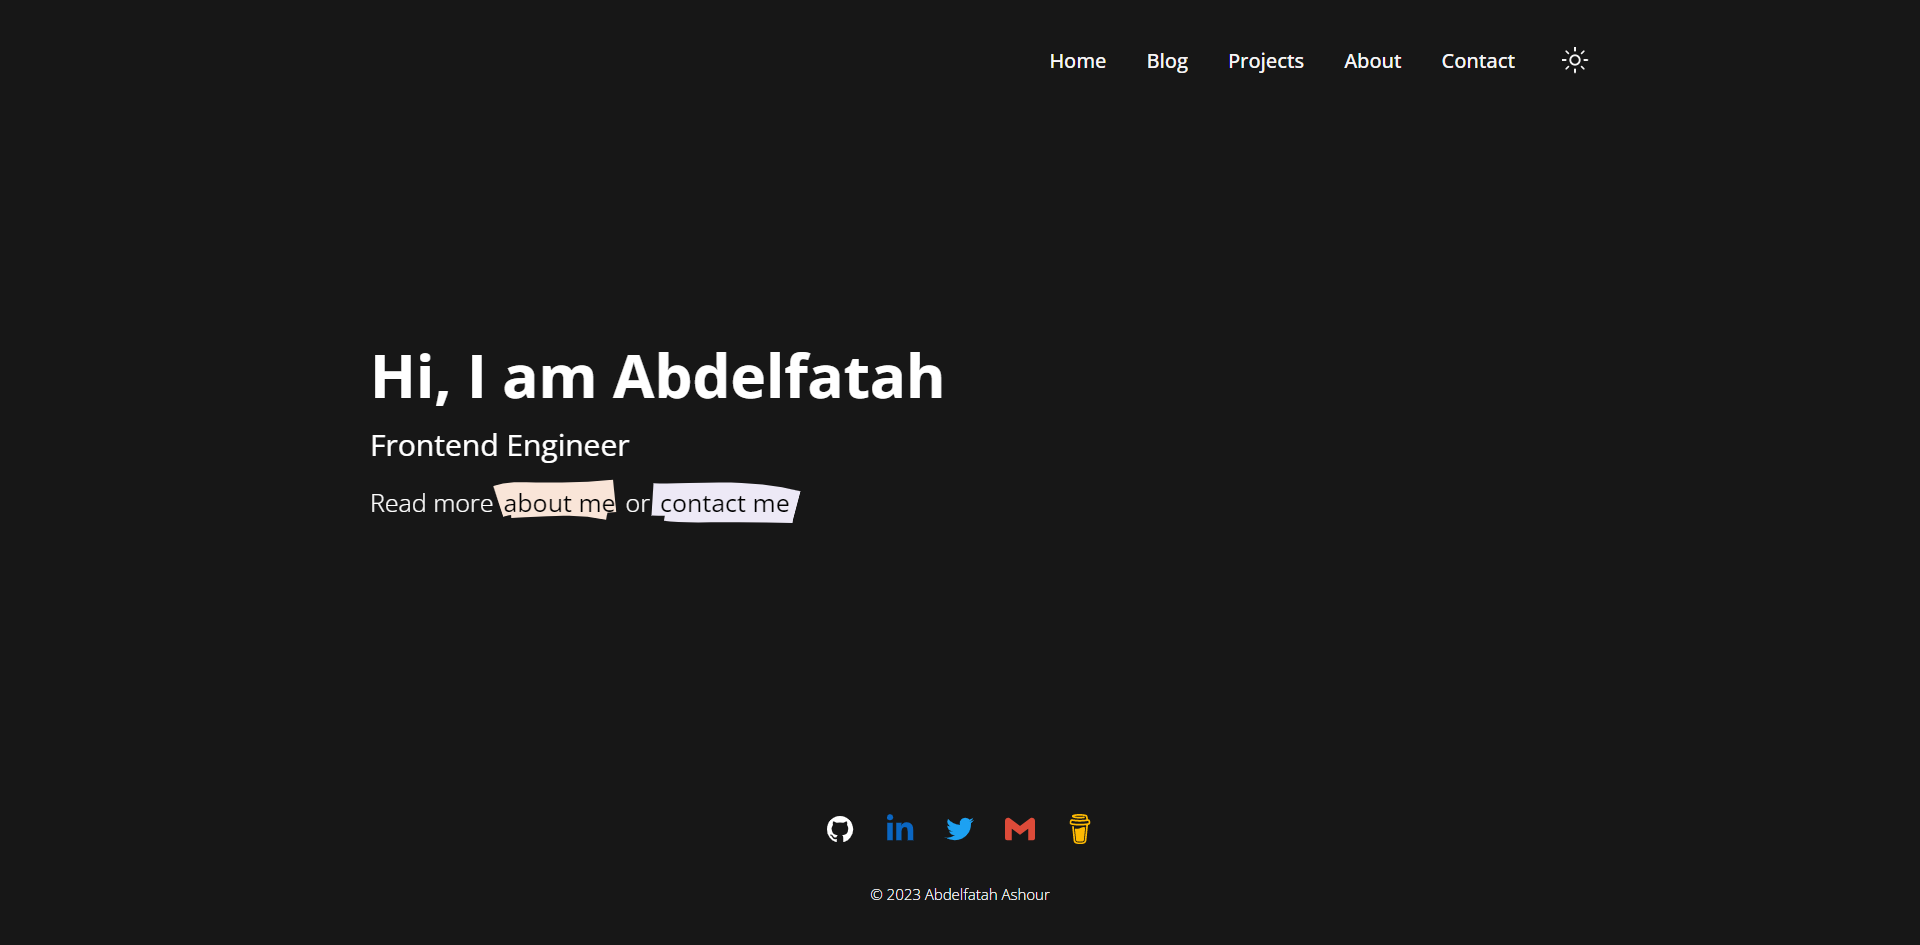 Home Blog Projects About Contact
Hi, I am Abdelfatah
Frontend Engineer
Read more about me or contact me
© 2023 Abdelfatah Ashour